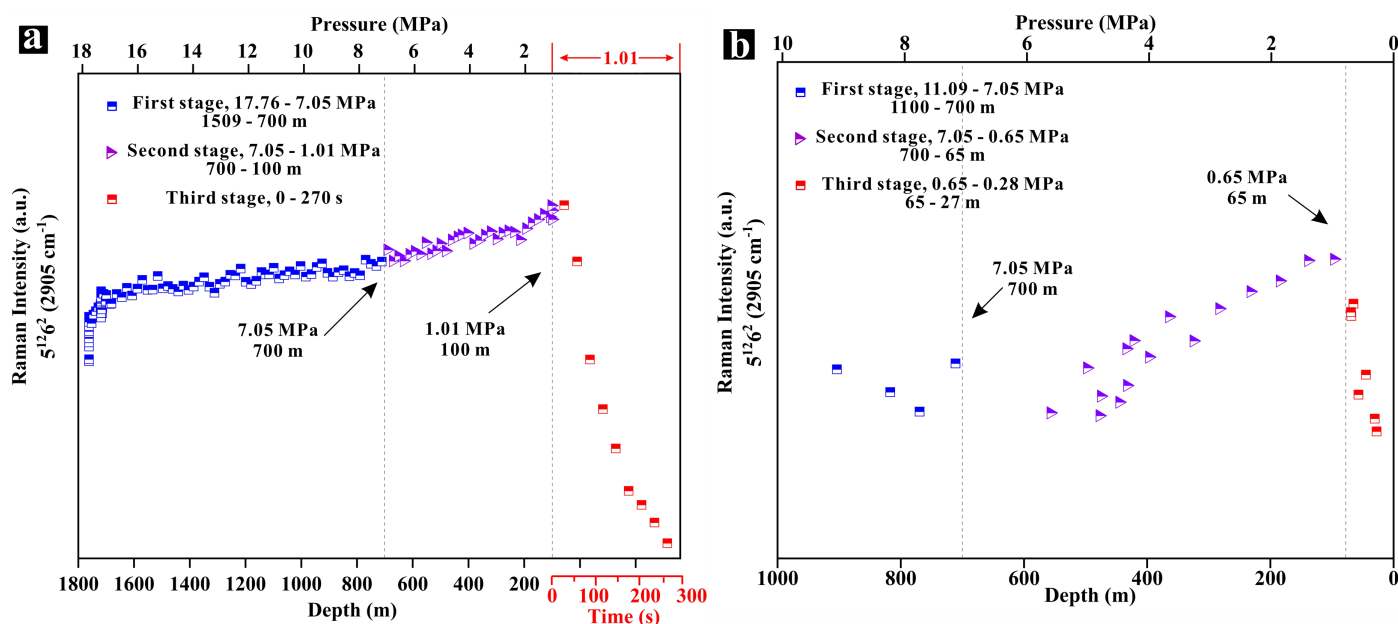 a
Pressure (MPa)
18 16 14 12 10 8 6 4 2
1.01
First stage, 17.76 - 7.05 MPa
1509 - 700 m
Second stage, 7.05 - 1.01 MPa
700 - 100 m
Third stage, 0 - 270 s
Raman Intensity (a.u.)
5¹²6² (2905 cm⁻¹)
7.05 MPa
700 m
1.01 MPa
100 m
1800 1600 1400 1200 1000 800 600 400 200
0 100 200 300
Depth (m)
Time (s)
b
Pressure (MPa)
10 8 6 4 2 0
First stage, 11.09 - 7.05 MPa
1100 - 700 m
Second stage, 7.05 - 0.65 MPa
700 - 65 m
Third stage, 0.65 - 0.28 MPa
65 - 27 m
Raman Intensity (a.u.)
5¹²6² (2905 cm⁻¹)
0.65 MPa
65 m
7.05 MPa
700 m
1000 800 600 400 200 0
Depth (m)